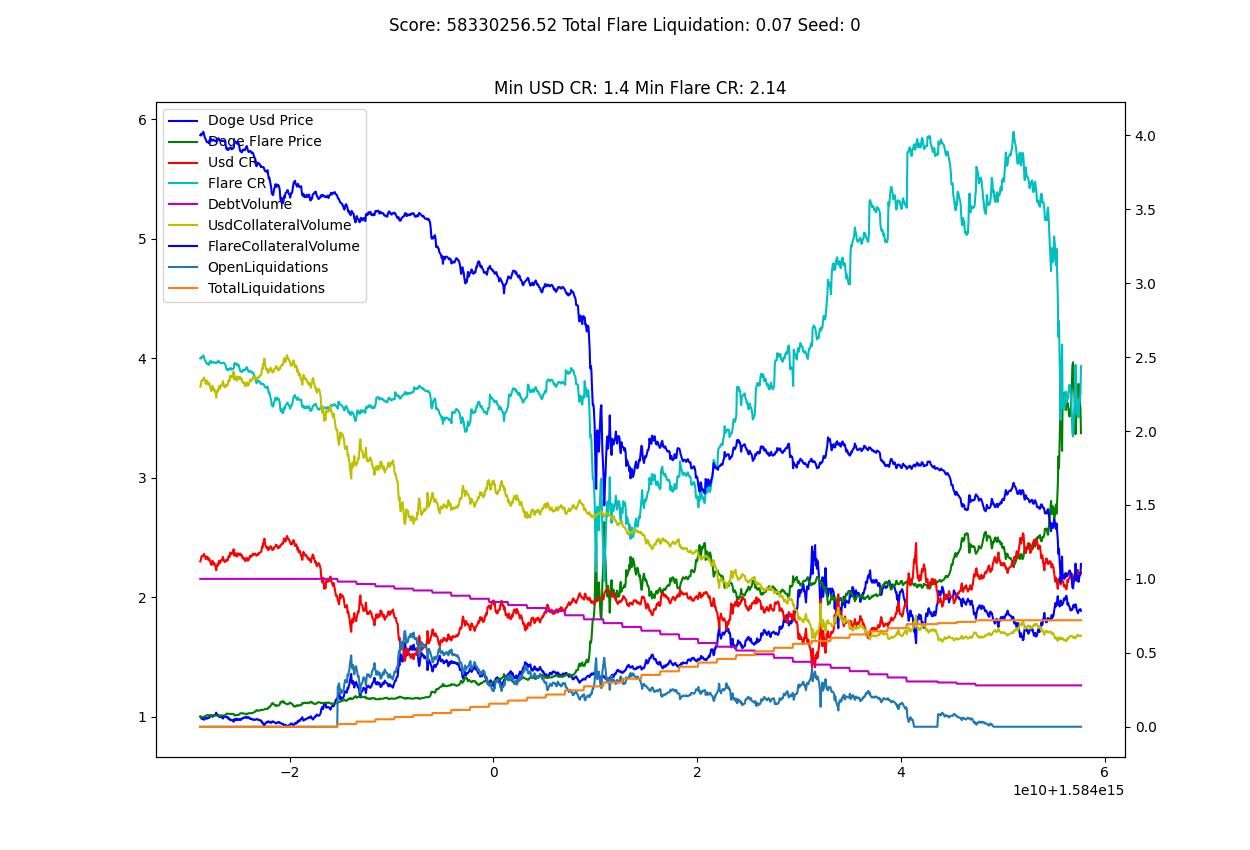 Score: 58330256.52 Total Flare Liquidation: 0.07 Seed: 0
Min USD CR: 1.4 Min Flare CR: 2.14
Doge Usd Price
Doge Flare Price
Usd CR
Flare CR
DebtVolume
UsdCollateralVolume
FlareCollateralVolume
OpenLiquidations
TotalLiquidations
6
5
4
3
2
1
4.0
3.5
3.0
2.5
2.0
1.5
1.0
0.5
0.0
−2
0
2
4
6
1e10+1.584e15